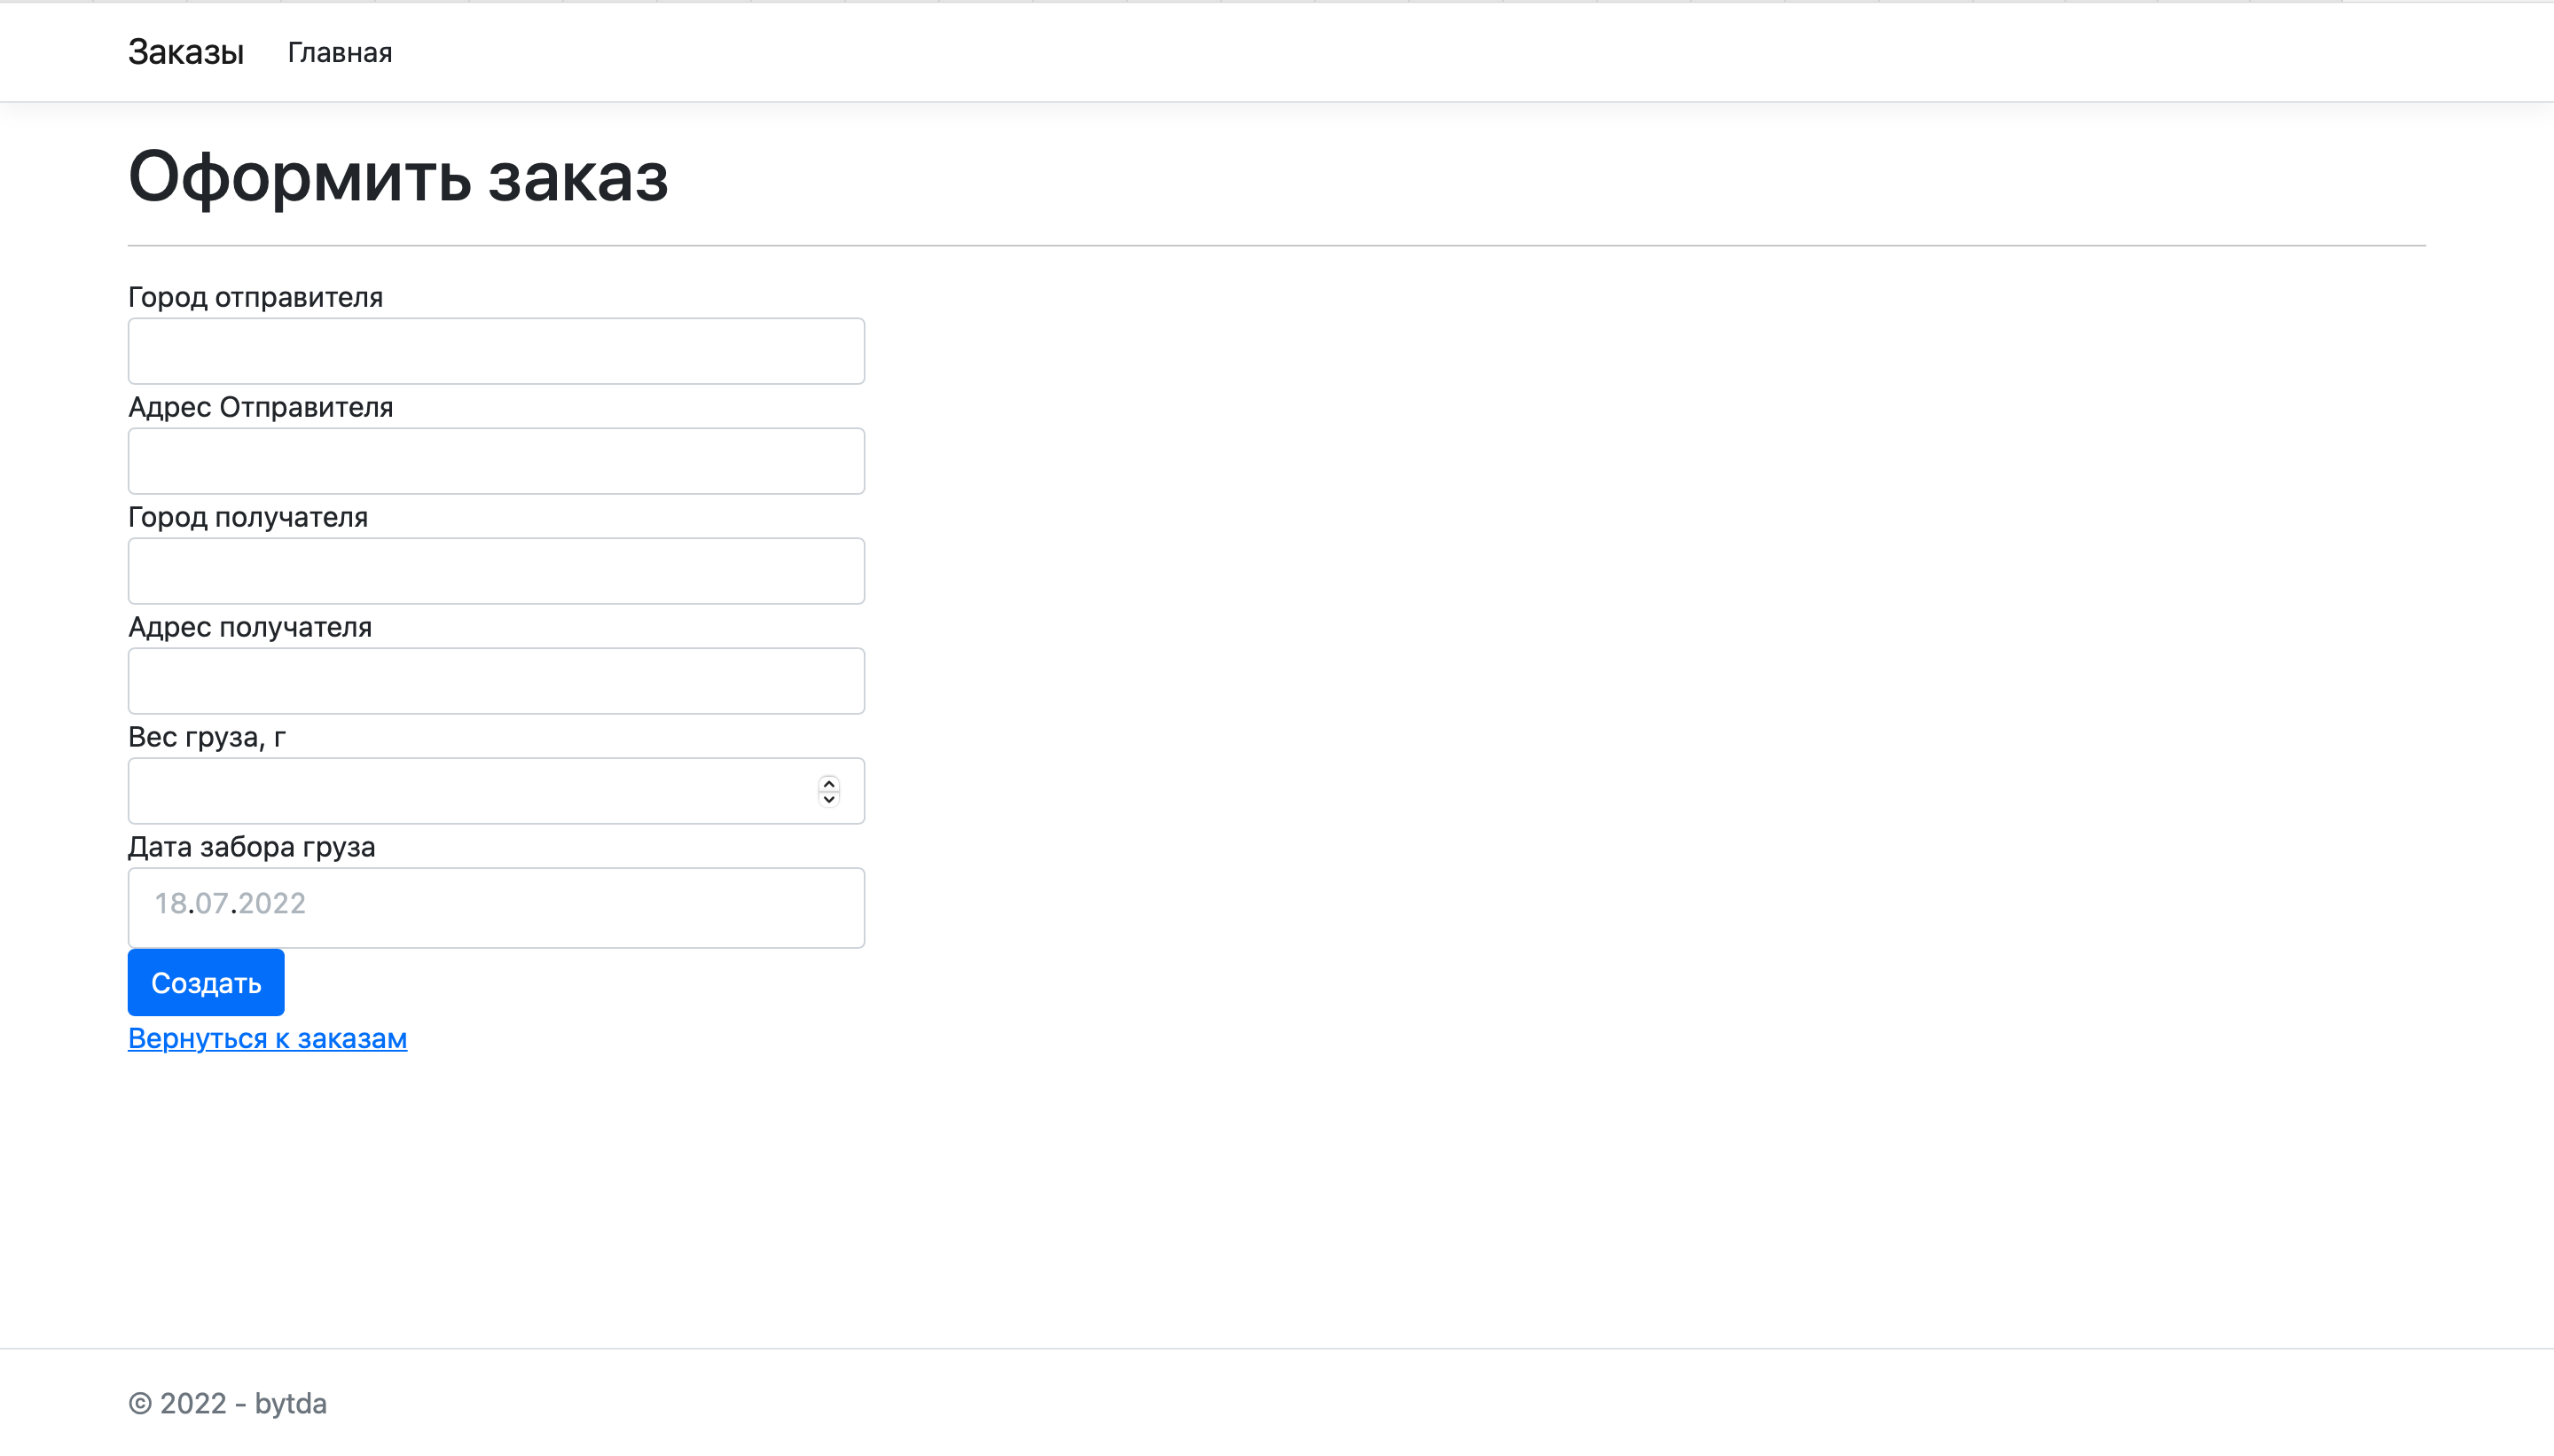 Заказы Главная
Оформить заказ
Город отправителя
Адрес Отправителя
Город получателя
Адрес получателя
Вес груза, г
Дата забора груза
18.07.2022
Создать
Вернуться к заказам
© 2022 - bytda